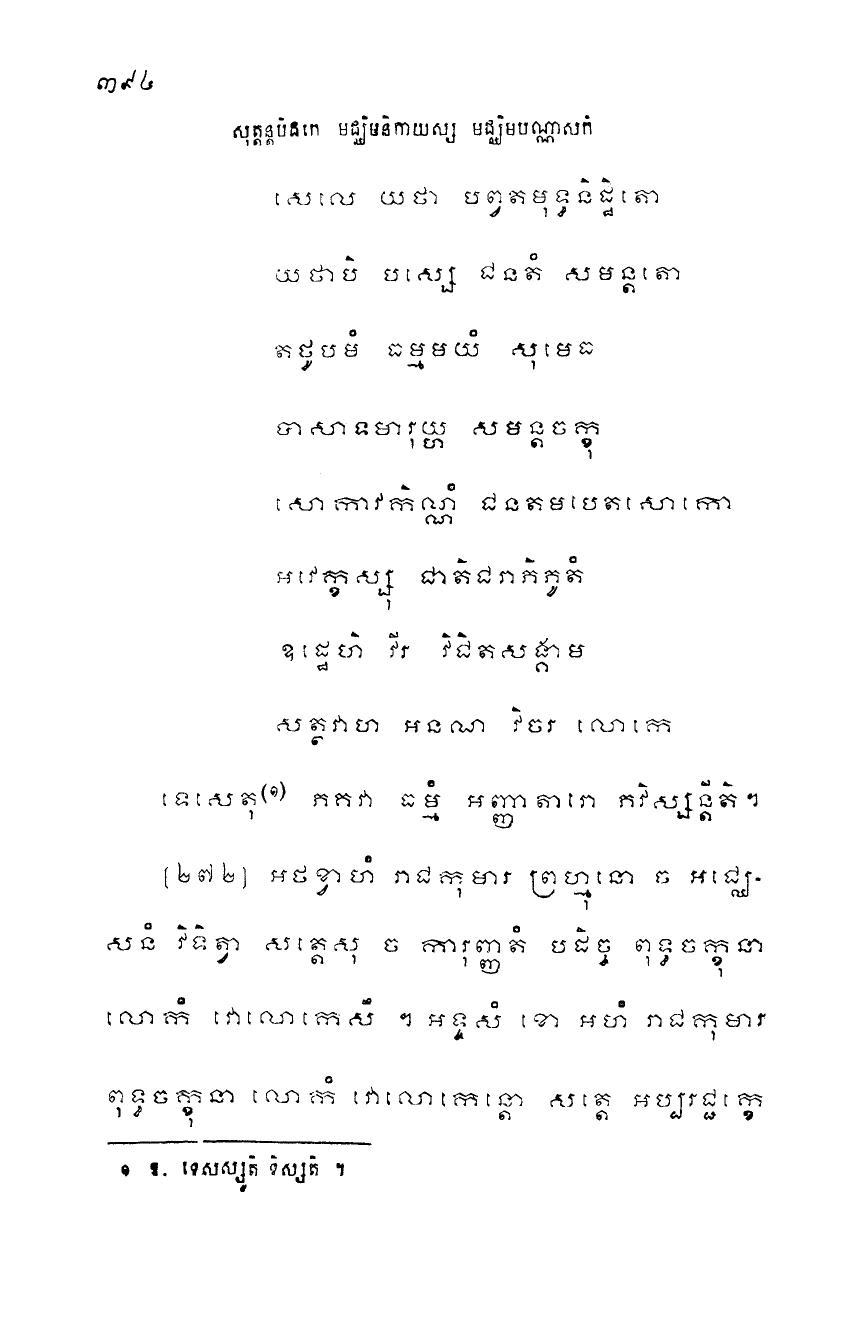 ៣៩៤
សុត្តន្តបិដកេ មជ្ឈិមនិកាយស្ស មជ្ឈិមបណ្ណាសកំ
សេលេ យថា បព្វតមុទ្ធនិដ្ឋិតោ
យថាបិ បស្សេ ជនតំ សមន្តតោ
តថូបមំ ធម្មមយំ សុមេធ
បាសាទមារុយ្ហ សមន្តចក្ខុ
សោកាវកិណ្ណំ ជនតមបេតសោកោ
អវេក្ខស្សុ ជាតិជរាភិភូតំ
ឧដ្ឋេហិ វីរ វិជិតសង្គាម
សត្ថវាហ អនណ វិចរ លោកេ
ទេសេតុ(១) ភគវា ធម្មំ អញ្ញាតារោ ភវិស្សន្តីតិ។
[២៧២] អថខ្វាហំ រាជកុមារ ព្រហ្មុនោ ច អជ្ឈេ-
សនំ វិទិត្វា សត្តេសុ ច ការុញ្ញតំ បដិច្ច ពុទ្ធចក្ខុនា
លោកំ វោលោកេសឹ ។ អទ្ទសំ ខោ អហំ រាជកុមារ
ពុទ្ធចក្ខុនា លោកំ វោលោកេន្តោ សត្តេ អប្បរជក្ខេ
១ ឱ. ទេសស្សូតិ ទិស្សតិ ។